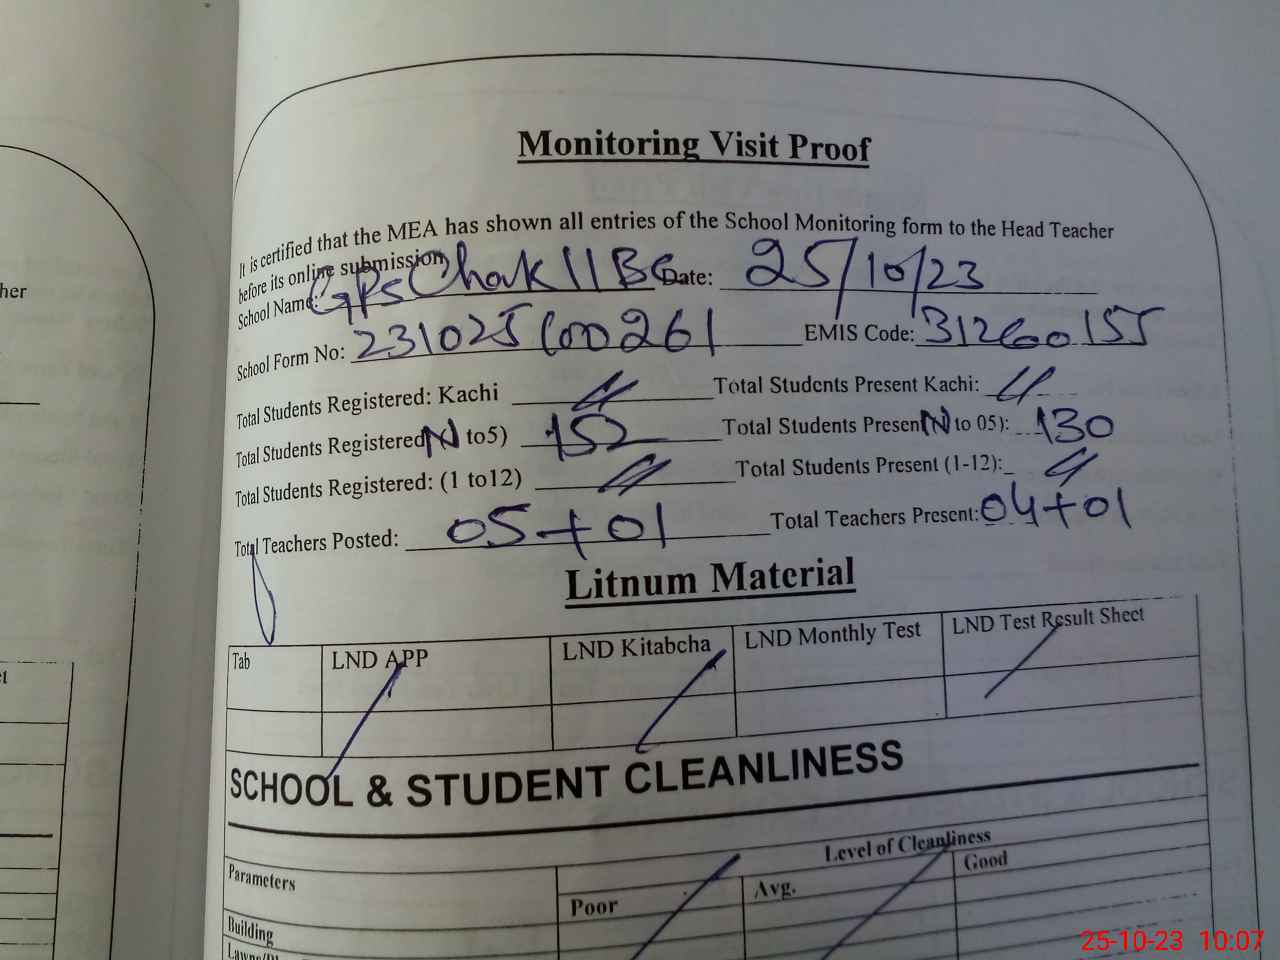 her
t
Monitoring Visit Proof
It is certified that the MEA has shown all entries of the School Monitoring form to the Head Teacher
before its online submission
School Name: GPS Chak 11 BC Date: 25/10/23
School Form No: 231025 261 EMIS Code: 31260155
Total Students Registered: Kachi Total Students Present Kachi:
Total Students Registered N to5) 152 Total Students Present N to 05): 130
Total Students Registered: (1 to12) Total Students Present (1-12):
Total Teachers Posted: 05+01 Total Teachers Present: 04+01
Litnum Material
Tab LND APP LND Kitabcha LND Monthly Test LND Test Result Sheet
SCHOOL & STUDENT CLEANLINESS
Level of Cleanliness
Parameters Poor Avg. Good
Building
25-10-23 10:07